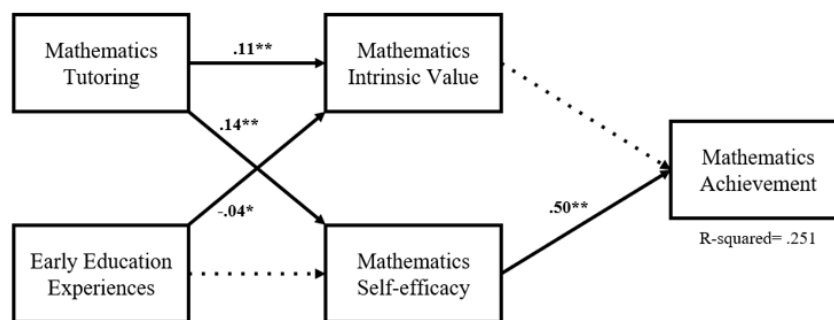 Mathematics
Tutoring
.11**
Mathematics
Intrinsic Value
.14**
-.04*
Mathematics
Achievement
R-squared= .251
.50**
Early Education
Experiences
Mathematics
Self-efficacy